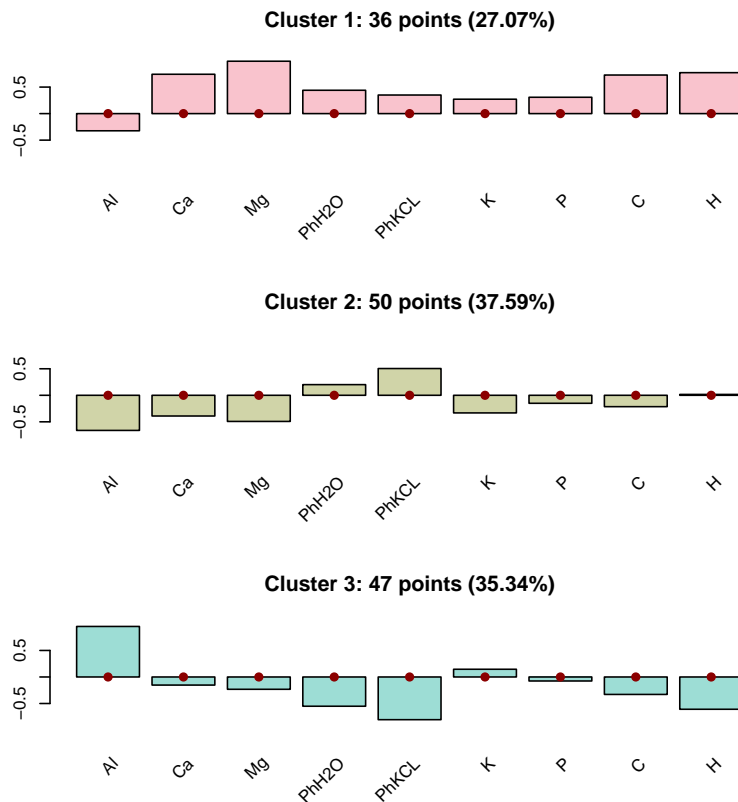 Cluster 1: 36 points (27.07%)
0.5
−0.5
Al Ca Mg PhH2O PhKCL K P C H
Cluster 2: 50 points (37.59%)
0.5
−0.5
Al Ca Mg PhH2O PhKCL K P C H
Cluster 3: 47 points (35.34%)
0.5
−0.5
Al Ca Mg PhH2O PhKCL K P C H